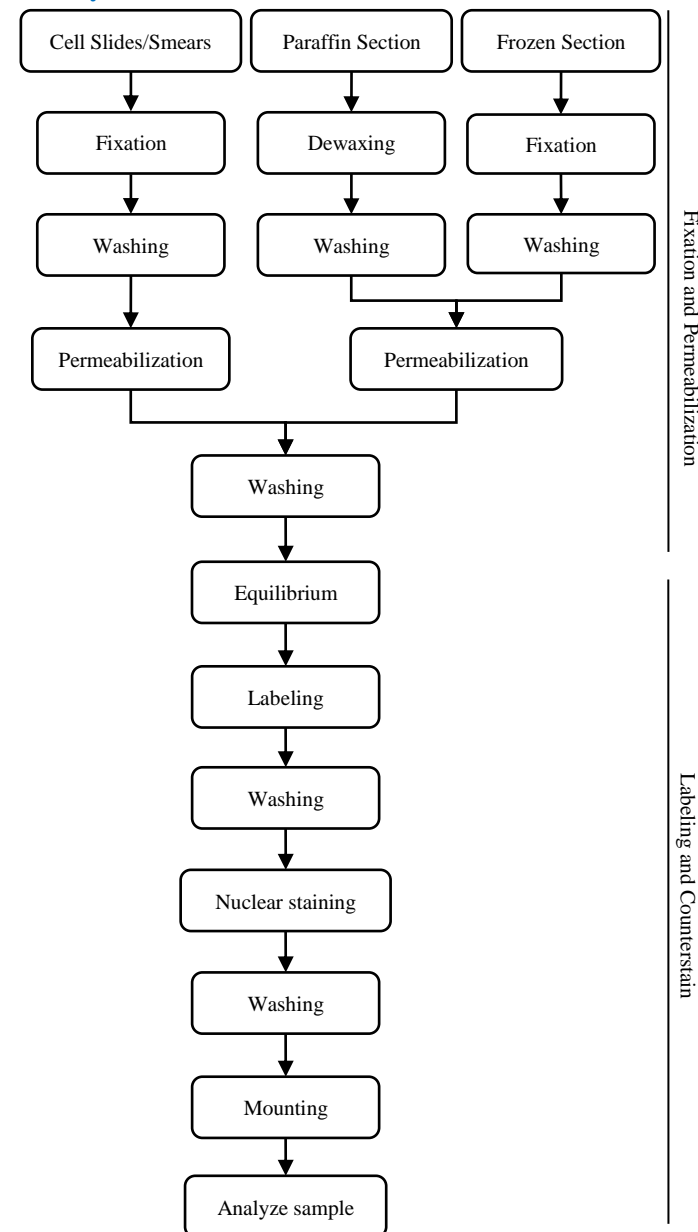 Cell Slides/Smears
Paraffin Section
Frozen Section
Fixation
Dewaxing
Fixation
Washing
Washing
Washing
Permeabilization
Permeabilization
Washing
Equilibrium
Labeling
Washing
Nuclear staining
Washing
Mounting
Analyze sample
Fixation and Permeabilization
Labeling and Counterstain